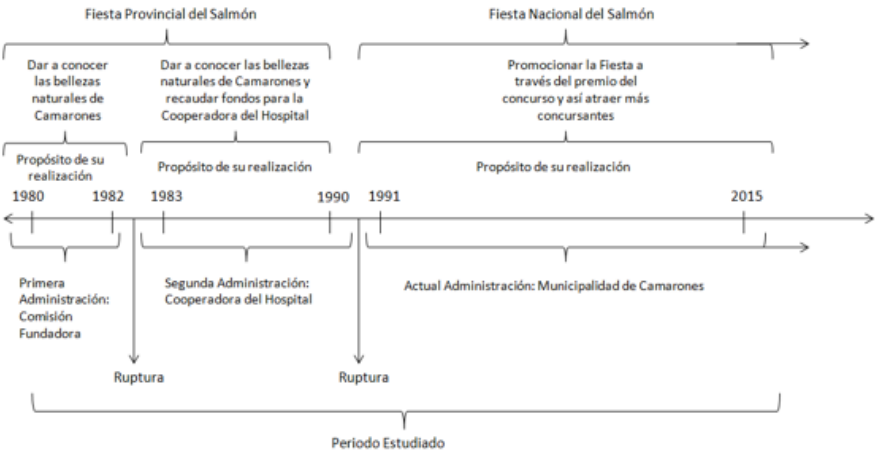 Fiesta Provincial del Salmón
Fiesta Nacional del Salmón
Dar a conocer
las bellezas
naturales de
Camarones
Dar a conocer las bellezas
naturales de Camarones y
recaudar fondos para la
Cooperadora del Hospital
Promocionar la Fiesta a
través del premio del
concurso y así atraer más
concursantes
Propósito de su
realización
Propósito de su realización
Propósito de su realización
1980
1982
1983
1990
1991
2015
Primera
Administración:
Comisión
Fundadora
Segunda Administración:
Cooperadora del Hospital
Actual Administración: Municipalidad de Camarones
Ruptura
Ruptura
Periodo Estudiado